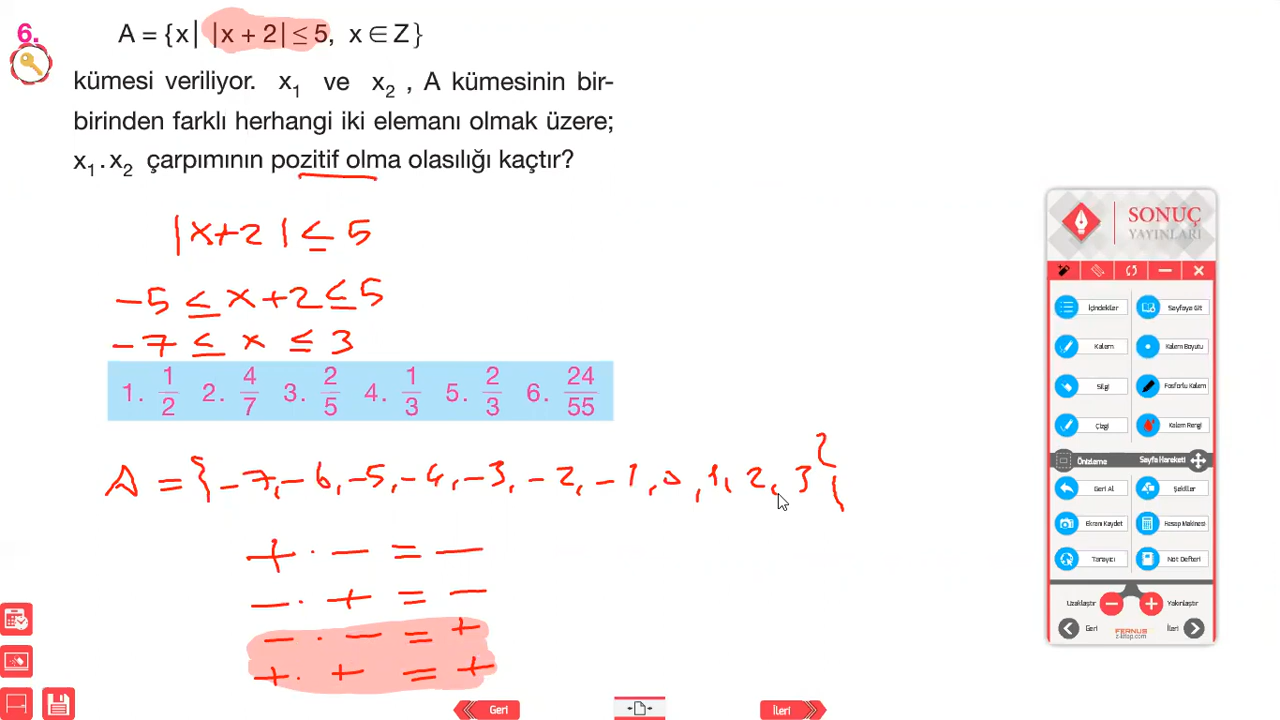 6.
A = {x| |x + 2| ≤ 5, x ∈ Z}
kümesi veriliyor. x₁ ve x₂ , A kümesinin bir-
birinden farklı herhangi iki elemanı olmak üzere;
x₁ . x₂ çarpımının pozitif olma olasılığı kaçtır?
|x+2| ≤ 5
-5 ≤ x+2 ≤ 5
-7 ≤ x ≤ 3
1. 1/2 2. 4/7 3. 2/5 4. 1/3 5. 2/3 6. 24/55
A = {-7, -6, -5, -4, -3, -2, -1, 0, 1, 2, 3}
+ . - = -
- . + = -
- . - = +
+ . + = +
SONUÇ
YAYINLARI
İçindekiler
Sayfaya Git
Kalem
Kalem Boyutu
Silgi
Fosforlu Kalem
Çizgi
Kalem Rengi
Önizleme
Sayfa Hareketi
Geri Al
Şekiller
Ekranı Kaydet
Hesap Makinesi
Tarayıcı
Not Defteri
Uzaklaştır
Yakınlaştır
Geri
FERNUS
z.kitap.com
İleri
Geri
İleri